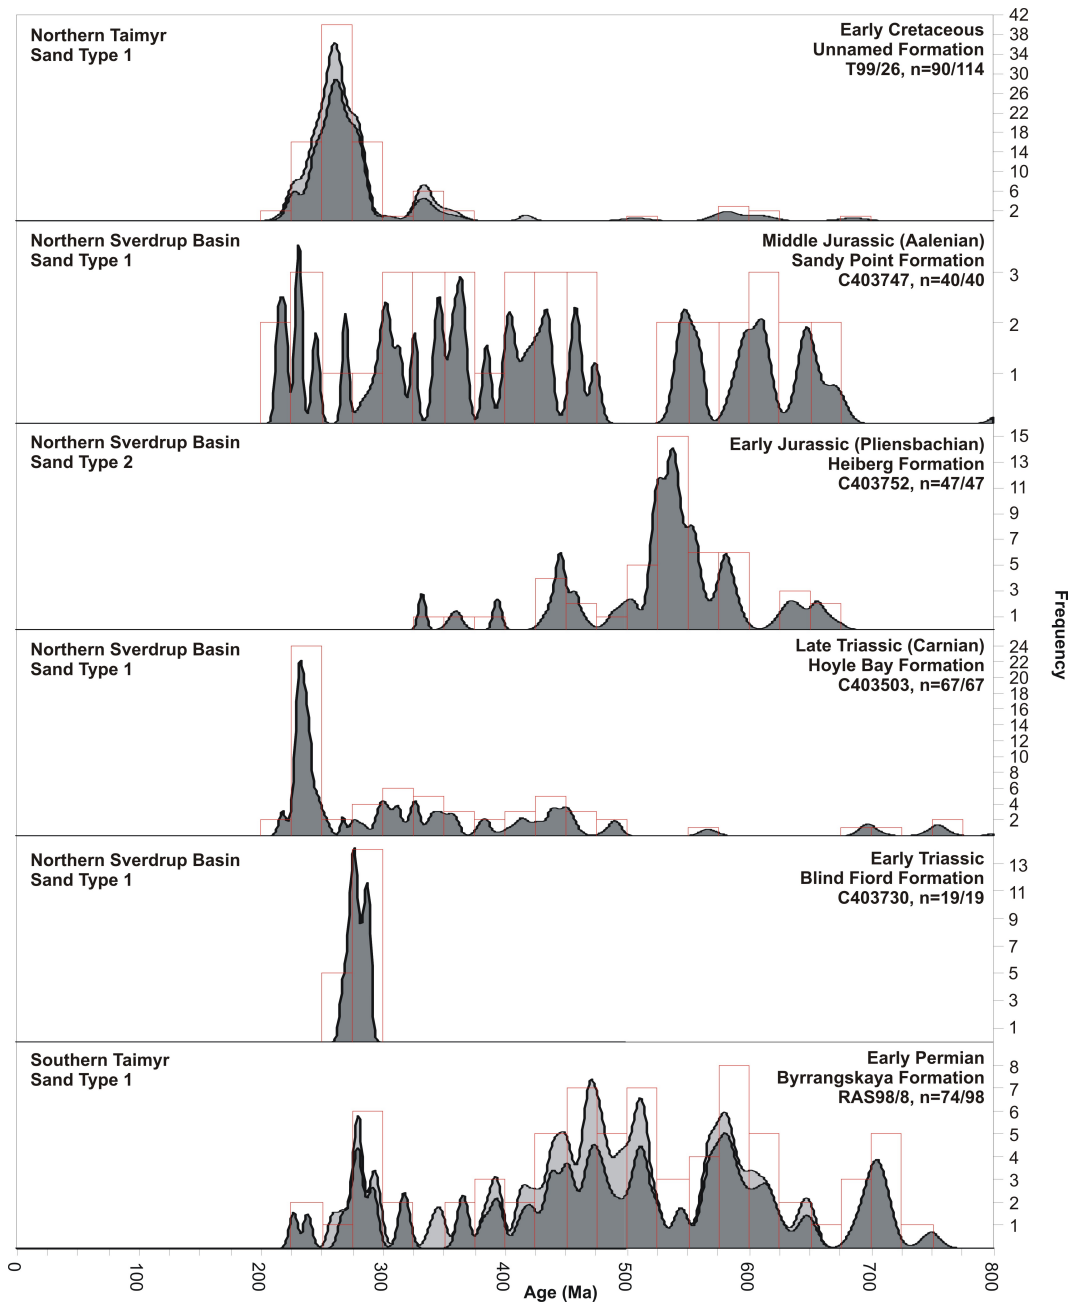 Northern Taimyr
Sand Type 1
Early Cretaceous
Unnamed Formation
T99/26, n=90/114
42
38
34
30
26
22
18
14
10
6
2
Northern Sverdrup Basin
Sand Type 1
Middle Jurassic (Aalenian)
Sandy Point Formation
C403747, n=40/40
3
2
1
Northern Sverdrup Basin
Sand Type 2
Early Jurassic (Pliensbachian)
Heiberg Formation
C403752, n=47/47
15
13
11
9
7
5
3
1
Frequency
Northern Sverdrup Basin
Sand Type 1
Late Triassic (Carnian)
Hoyle Bay Formation
C403503, n=67/67
24
22
20
18
16
14
12
10
8
6
4
2
Northern Sverdrup Basin
Sand Type 1
Early Triassic
Blind Fiord Formation
C403730, n=19/19
13
11
9
7
5
3
1
Southern Taimyr
Sand Type 1
Early Permian
Byrrangskaya Formation
RAS98/8, n=74/98
8
7
6
5
4
3
2
1
0 100 200 300 400 500 600 700 800
Age (Ma)